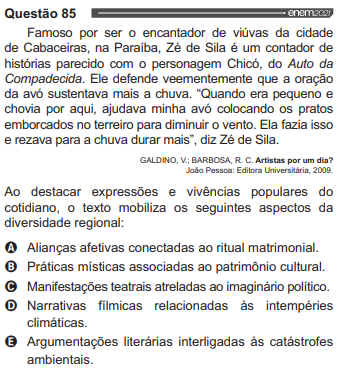 Questão 85 enem2021
Famoso por ser o encantador de viúvas da cidade
de Cabaceiras, na Paraíba, Zé de Sila é um contador de
histórias parecido com o personagem Chicó, do Auto da
Compadecida. Ele defende veementemente que a oração
da avó sustentava mais a chuva. “Quando era pequeno e
chovia por aqui, ajudava minha avó colocando os pratos
emborcados no terreiro para diminuir o vento. Ela fazia isso
e rezava para a chuva durar mais”, diz Zé de Sila.
GALDINO, V.; BARBOSA, R. C. Artistas por um dia?
João Pessoa: Editora Universitária, 2009.
Ao destacar expressões e vivências populares do
cotidiano, o texto mobiliza os seguintes aspectos da
diversidade regional:
A Alianças afetivas conectadas ao ritual matrimonial.
B Práticas místicas associadas ao patrimônio cultural.
C Manifestações teatrais atreladas ao imaginário político.
D Narrativas fílmicas relacionadas às intempéries
climáticas.
E Argumentações literárias interligadas às catástrofes
ambientais.